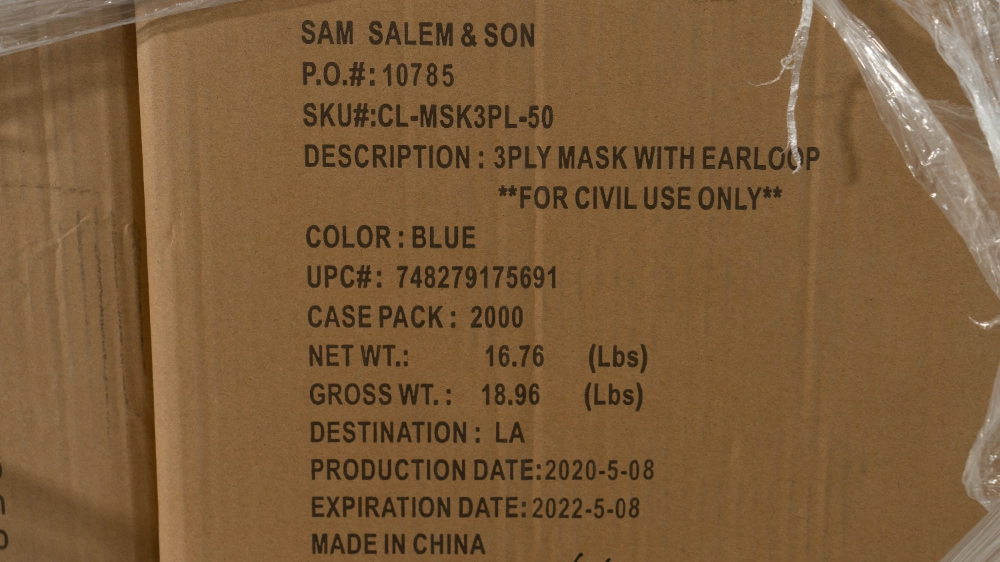 SAM SALEM & SON
P.O.#: 10785
SKU#:CL-MSK3PL-50
DESCRIPTION : 3PLY MASK WITH EARLOOP
**FOR CIVIL USE ONLY**
COLOR : BLUE
UPC#: 748279175691
CASE PACK : 2000
NET WT.: 16.76 (Lbs)
GROSS WT. : 18.96 (Lbs)
DESTINATION : LA
PRODUCTION DATE:2020-5-08
EXPIRATION DATE:2022-5-08
MADE IN CHINA